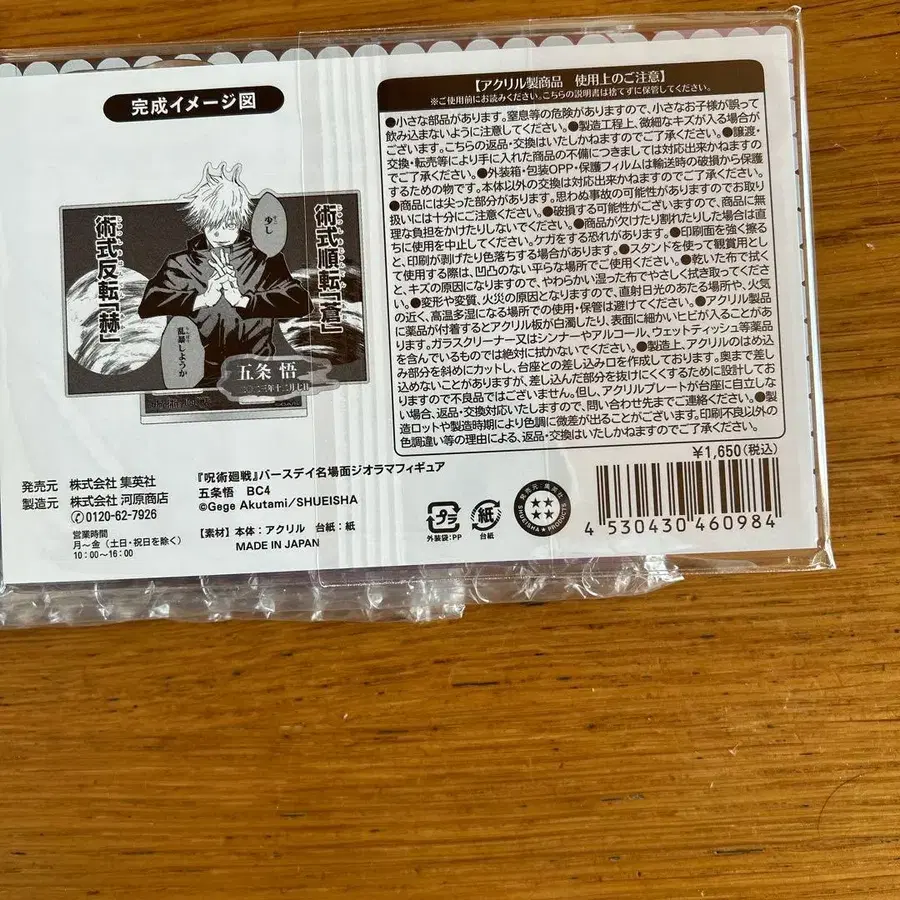 完成イメージ図
術式順転「蒼」
術式反転「赫」
少し
乱暴しようか
五条 悟
二〇二三年十二月七日
【アクリル製商品 使用上のご注意】
※ご使用前にお読みください。こちらの説明書は捨てずに保管してください。
●小さな部品があります。窒息等の危険がありますので、小さなお子様が誤って
飲み込まないように注意してください。●製造工程上、微細なキズが入る場合が
ございます。こちらの返品・交換はいたしかねますのでご了承ください。●譲渡・
交換・転売等により手に入れた商品の不備につきましては対応出来かねますので
ご了承ください。●外装箱・包装OPP・保護フィルムは輸送時の破損から保護
するための物です。本体以外の交換は対応出来かねますのでご了承ください。
●商品には尖った部分があります。思わぬ事故の可能性がありますのでお取り
扱いには十分にご注意ください。●破損する可能性がございますので、商品に無
理な負担をかけたりしないでください。●商品が欠けたり割れたりした場合は直
ちに使用を中止してください。ケガをする恐れがあります。●印刷面を強く擦る
と、印刷が剥げたり色落ちする場合があります。●スタンドを使って観賞用とし
て使用する際は、凹凸のない平らな場所でご使用ください。●乾いた布で拭く
と、キズの原因になりますので、やわらかい湿った布でやさしく拭き取ってくださ
い。●変形や変質、火災の原因となりますので、直射日光のあたる場所や、火気
の近く、高温多湿になる場所での使用・保管は避けてください。●アクリル製品
に薬品が付着するとアクリル板が白濁したり、表面に細かいヒビが入ることがあ
ります。ガラスクリーナー又はシンナーやアルコール、ウェットティッシュ等薬品
を含んでいるものでは絶対に拭かないでください。●製造上、アクリルのはめ込
み部分を斜めにカットし、台座との差し込み口を作成しております。奥まで差し
込めないことがありますが、差し込んだ部分を抜けにくくするために設計してお
りますので不良品ではございません。但し、アクリルプレートが台座に自立しな
い場合、返品・交換対応いたしますので、問い合わせ先までご連絡ください。●製
造ロットや製造時期により色調に微差が出ることがございます。印刷不良以外の
色調違い等の理由による、返品・交換はいたしかねますのでご了承ください。
¥1,650(税込)
発売元 株式会社 集英社
製造元 株式会社 河原商店
0120-62-7926
営業時間
月～金(土日・祝日を除く)
10:00～16:00
『呪術廻戦』バースデイ名場面ジオラマフィギュア
五条悟 BC4
©Gege Akutami/SHUEISHA
【素材】本体：アクリル 台紙：紙
MADE IN JAPAN
プラ
外装袋：PP
紙
台紙
発売元：集英社
SHUEISHA PRODUCTS
4 530430 460984